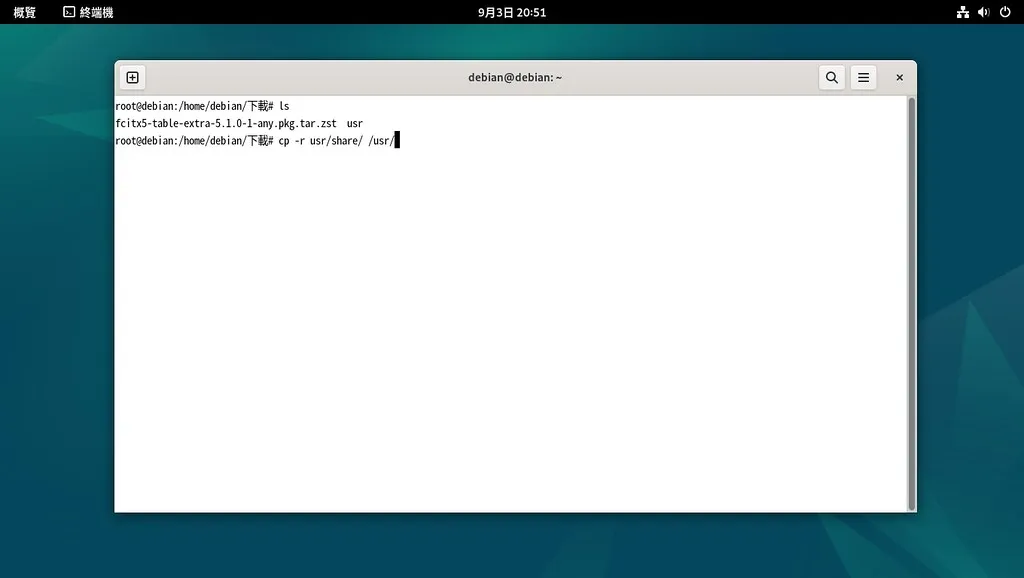 概覽 終端機 9月3日 20:51
debian@debian: ~
root@debian:/home/debian/下載# ls
fcitx5-table-extra-5.1.0-1-any.pkg.tar.zst  usr
root@debian:/home/debian/下載# cp -r usr/share/ /usr/